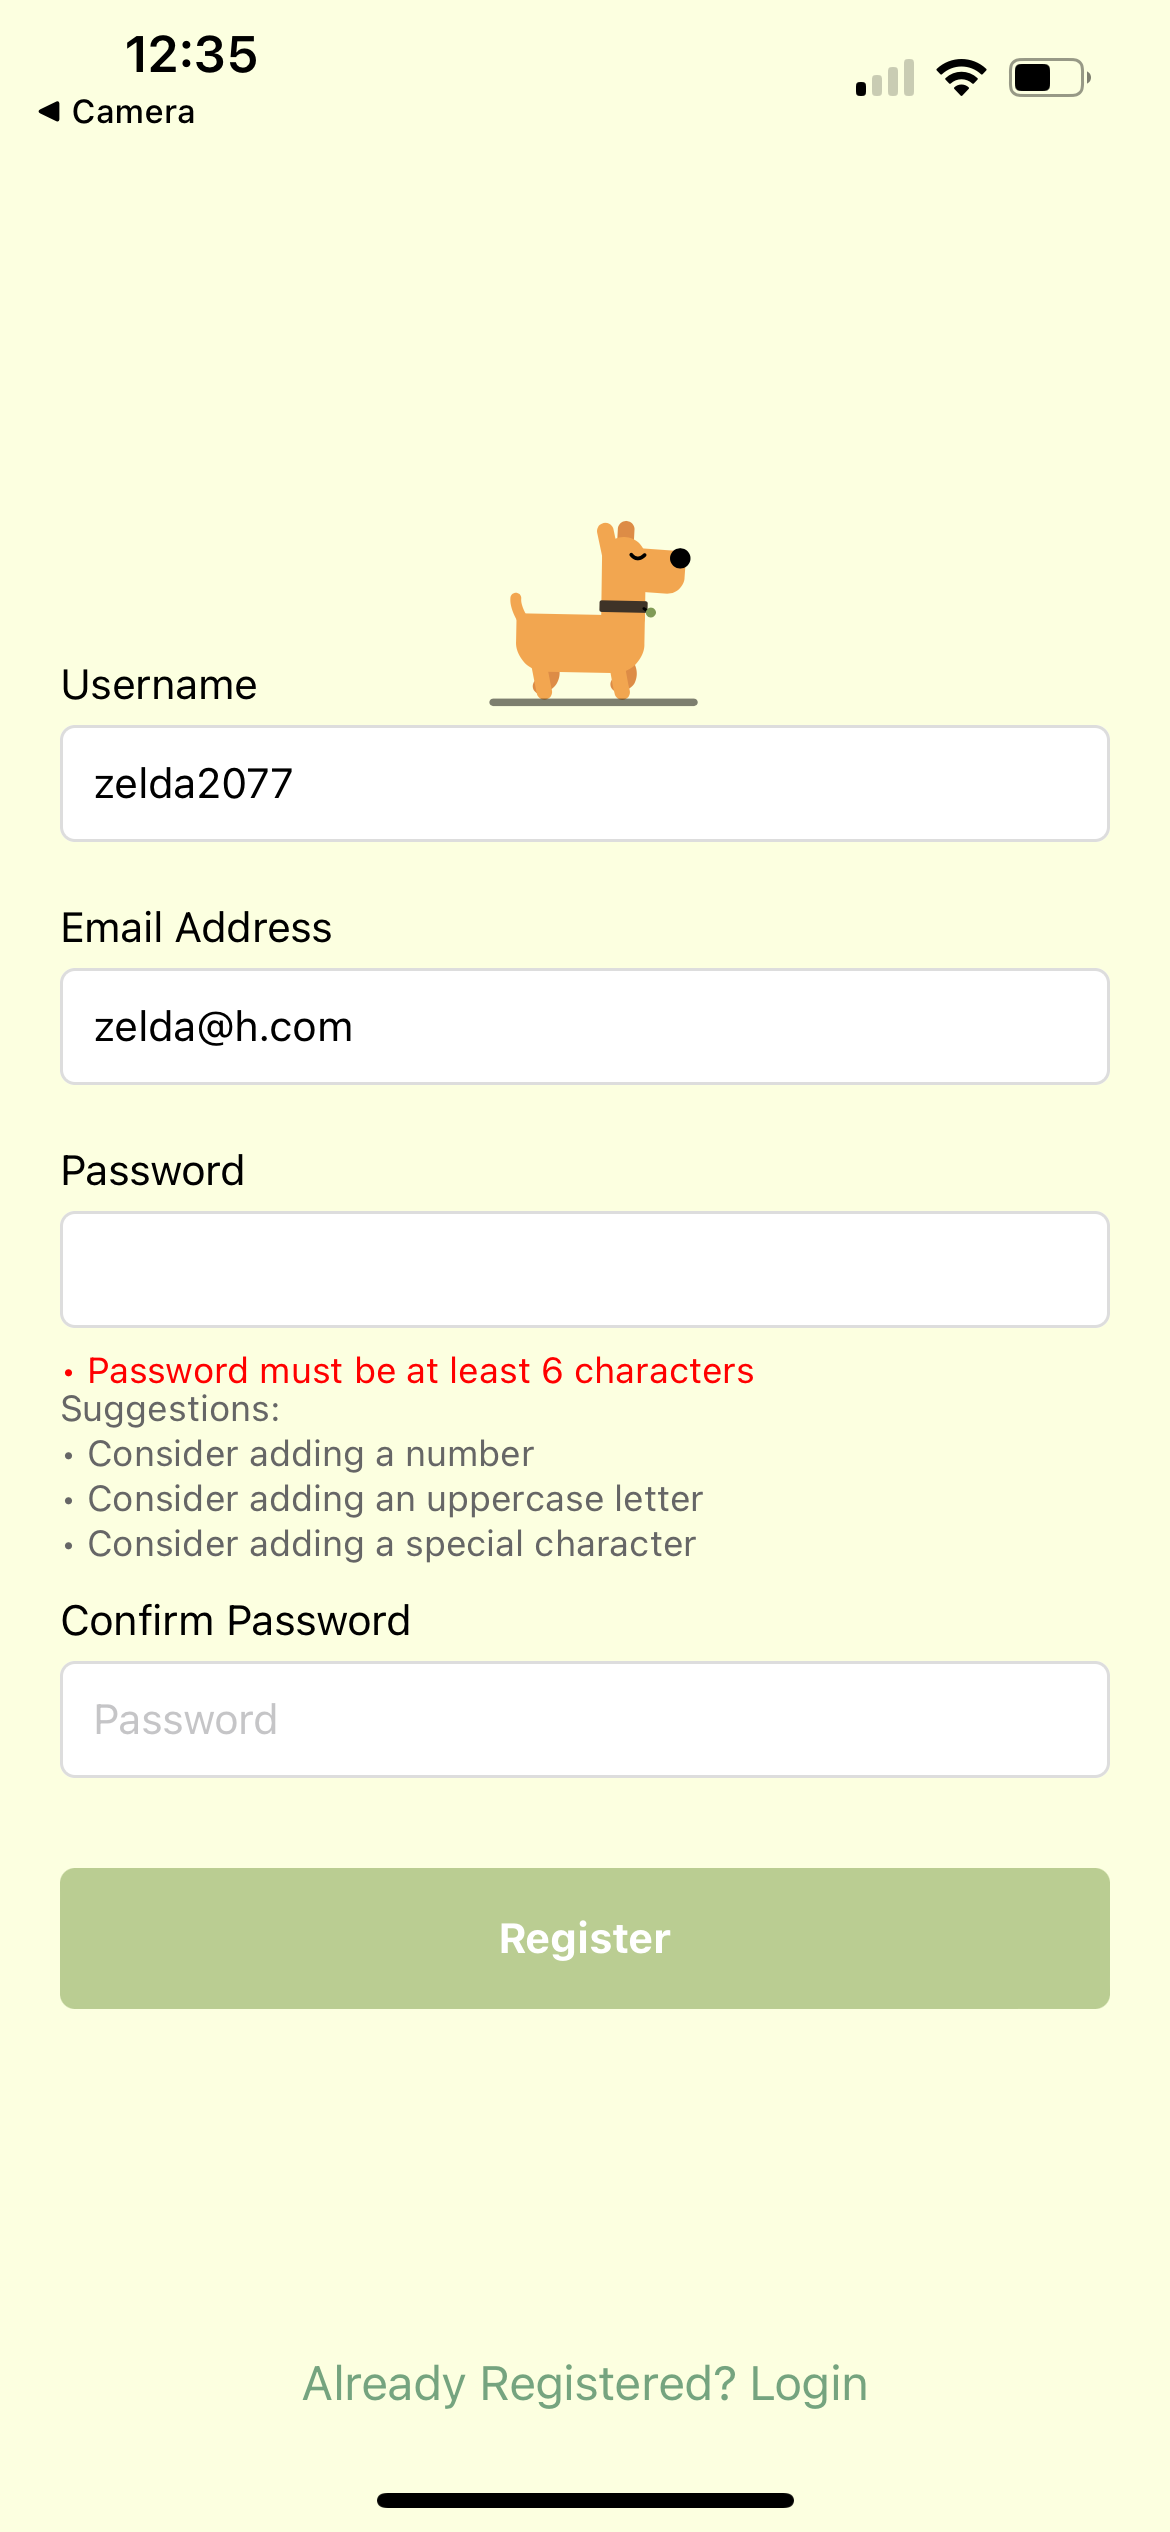 12:35
◀ Camera
Username
zelda2077
Email Address
zelda@h.com
Password
• Password must be at least 6 characters
Suggestions:
• Consider adding a number
• Consider adding an uppercase letter
• Consider adding a special character
Confirm Password
Password
Register
Already Registered? Login